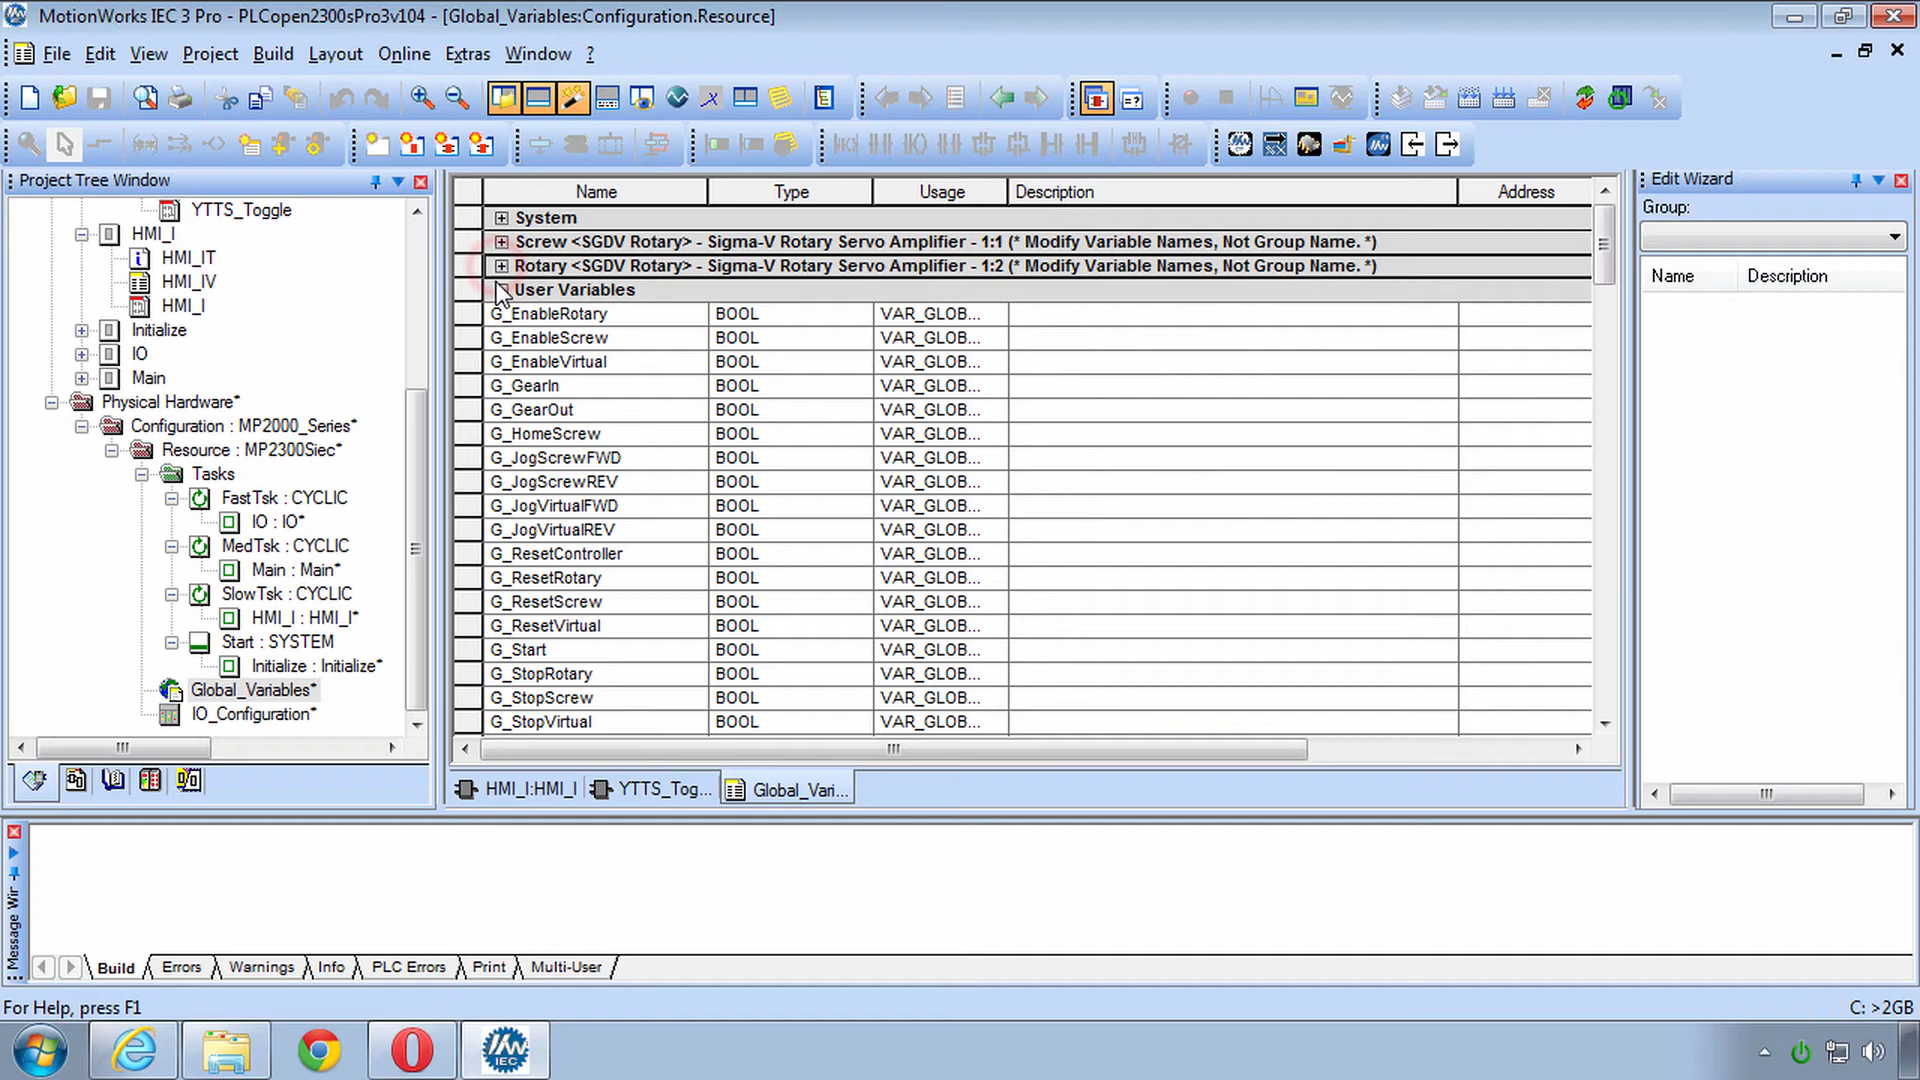 MotionWorks IEC 3 Pro - PLCopen2300sPro3v104 - [Global_Variables:Configuration.Resource]
File Edit View Project Build Layout Online Extras Window ?
Project Tree Window
YTTS_Toggle
HMI_I
HMI_IT
HMI_IV
HMI_I
Initialize
IO
Main
Physical Hardware*
Configuration : MP2000_Series*
Resource : MP2300Siec*
Tasks
FastTsk : CYCLIC
IO : IO*
MedTsk : CYCLIC
Main : Main*
SlowTsk : CYCLIC
HMI_I : HMI_I*
Start : SYSTEM
Initialize : Initialize*
Global_Variables*
IO_Configuration*
Name Type Usage Description Address
System
Screw <SGDV Rotary> - Sigma-V Rotary Servo Amplifier - 1:1 (* Modify Variable Names, Not Group Name. *)
Rotary <SGDV Rotary> - Sigma-V Rotary Servo Amplifier - 1:2 (* Modify Variable Names, Not Group Name. *)
User Variables
G_EnableRotary BOOL VAR_GLOB...
G_EnableScrew BOOL VAR_GLOB...
G_EnableVirtual BOOL VAR_GLOB...
G_GearIn BOOL VAR_GLOB...
G_GearOut BOOL VAR_GLOB...
G_HomeScrew BOOL VAR_GLOB...
G_JogScrewFWD BOOL VAR_GLOB...
G_JogScrewREV BOOL VAR_GLOB...
G_JogVirtualFWD BOOL VAR_GLOB...
G_JogVirtualREV BOOL VAR_GLOB...
G_ResetController BOOL VAR_GLOB...
G_ResetRotary BOOL VAR_GLOB...
G_ResetScrew BOOL VAR_GLOB...
G_ResetVirtual BOOL VAR_GLOB...
G_Start BOOL VAR_GLOB...
G_StopRotary BOOL VAR_GLOB...
G_StopScrew BOOL VAR_GLOB...
G_StopVirtual BOOL VAR_GLOB...
HMI_I:HMI_I YTTS_Tog... Global_Vari...
Edit Wizard
Group:
Name Description
Message Wir
Build Errors Warnings Info PLC Errors Print Multi-User
For Help, press F1
C: >2GB
IEC